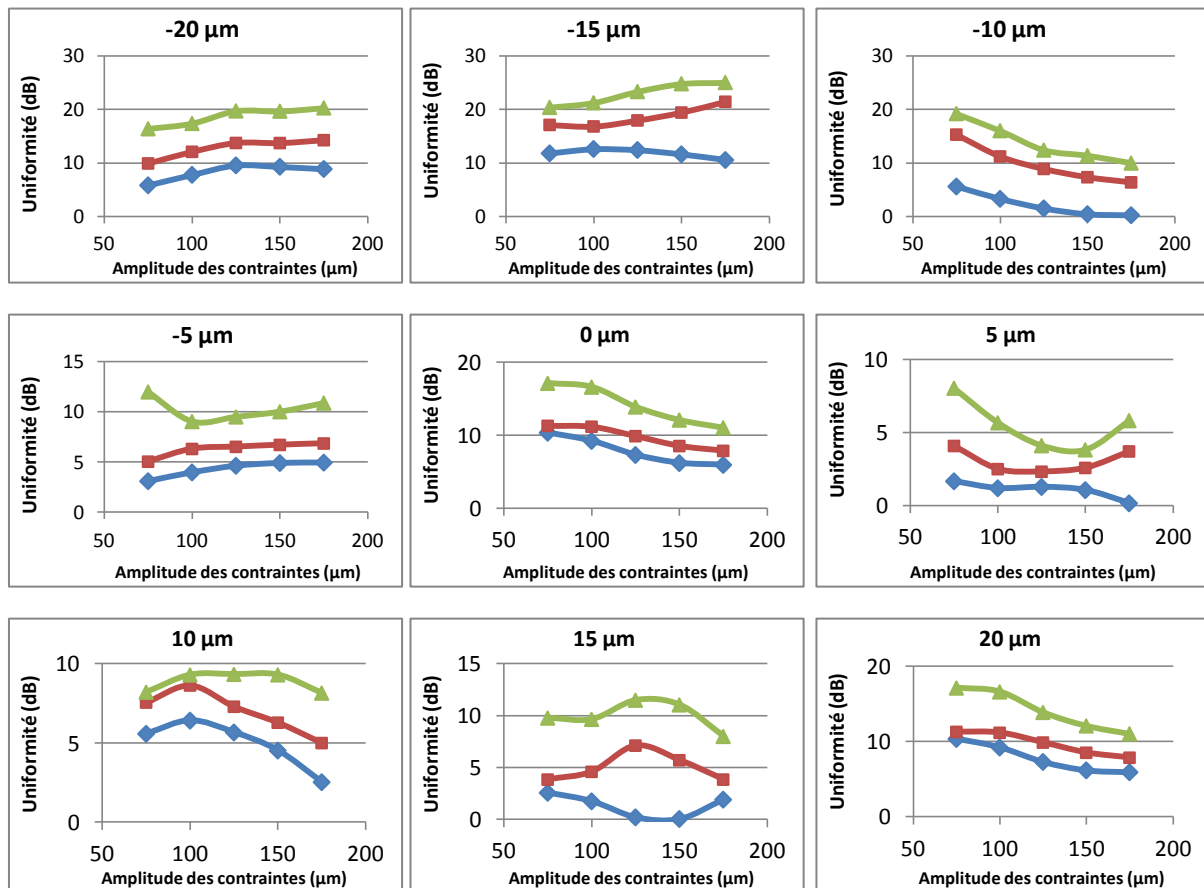 -20 µm
Uniformité (dB)
30
20
10
0
50 100 150 200
Amplitude des contraintes (µm)
-15 µm
Uniformité (dB)
30
20
10
0
50 100 150 200
Amplitude des contraintes (µm)
-10 µm
Uniformité (dB)
30
20
10
0
50 100 150 200
Amplitude des contraintes (µm)
-5 µm
Uniformité (dB)
15
10
5
0
50 100 150 200
Amplitude des contraintes (µm)
0 µm
Uniformité (dB)
20
10
0
50 100 150 200
Amplitude des contraintes (µm)
5 µm
Uniformité (dB)
10
5
0
50 100 150 200
Amplitude des contraintes (µm)
10 µm
Uniformité (dB)
10
5
0
50 100 150 200
Amplitude des contraintes (µm)
15 µm
Uniformité (dB)
15
10
5
0
50 100 150 200
Amplitude des contraintes (µm)
20 µm
Uniformité (dB)
20
10
0
50 100 150 200
Amplitude des contraintes (µm)